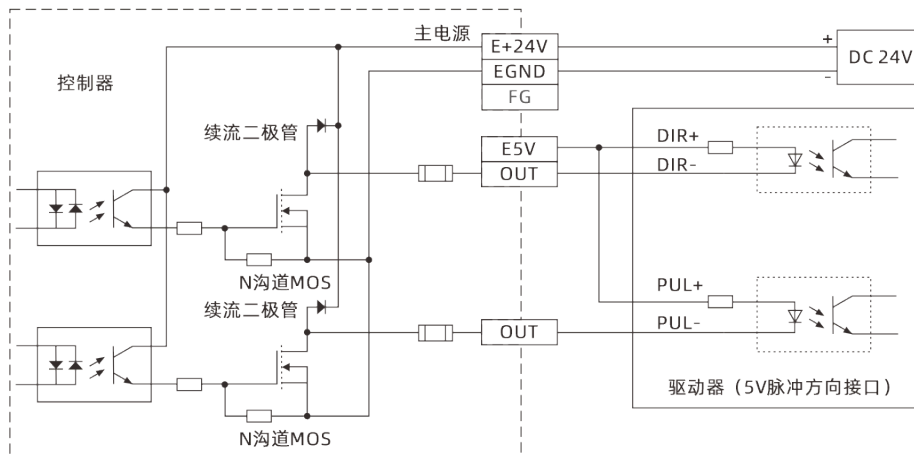 主电源
E+24V
+
DC 24V
EGND
-
控制器
FG
续流二极管
E5V
DIR+
OUT
DIR-
N沟道MOS
PUL+
续流二极管
OUT
PUL-
驱动器（5V脉冲方向接口）
N沟道MOS